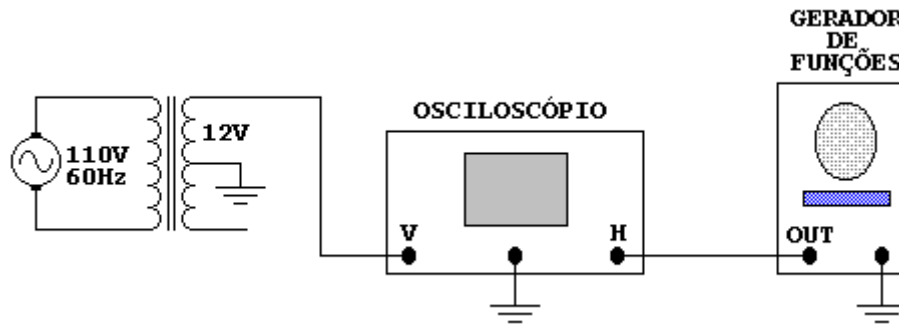 GERADOR
DE
FUNÇÕES
OSCILOSCÓPIO
12V
110V
60Hz
V
H
OUT